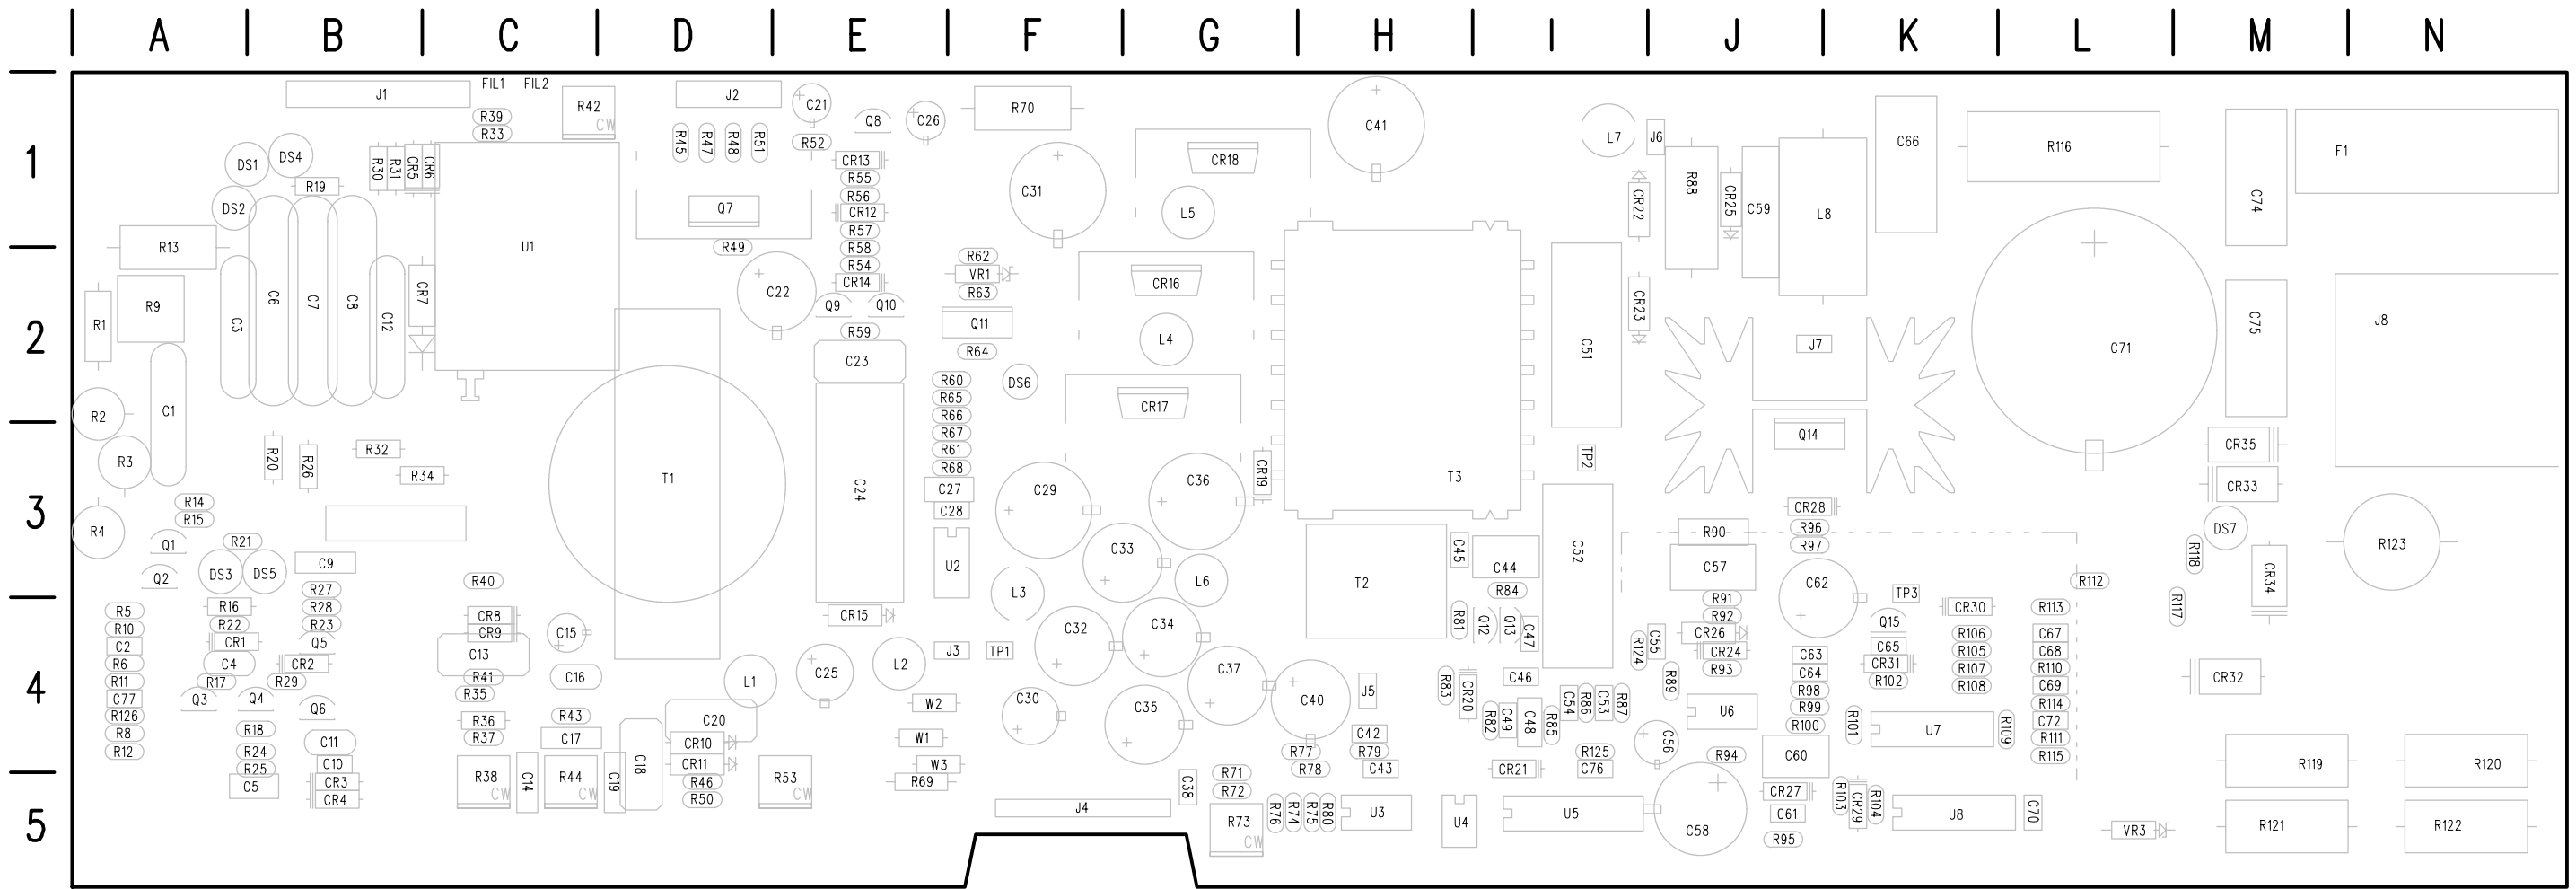 A B C D E F G H I J K L M N
1
2
3
4
5
J1 FIL1 FIL2 R42 CW J2 C21 Q8 C26 R70 C41 L7 J6 C66 R116 F1
R39
R33
DS1 DS4 R30 R31 CR5 CR6 R45 R47 R48 R51 R52 CR13 CR18
R19 R55 C31 CR22 R88 CR25 C59 L8 C74
DS2 Q7 R56 CR12 L5
R13 U1 R49 R57 R58 R54 R62
R9 R1 C3 C6 C7 C8 C12 CR7 C22 CR14 VR1 R63 CR16 CR23 C75
Q9 Q10 Q11 R59 L4 C51 J7 C71 J8
C23 R64 DS6
R2 C1 R60 R65 R66 CR17
R3 R20 R26 R32 R34 T1 C24 R67 R61 R68 C29 C36 CR19 T3 TP2 Q14 CR35
R14 R15 R4 C27 C28 CR28 CR33
Q1 R21 C9 U2 C33 T2 C45 C44 C52 R90 R96 R97 DS7 R123
Q2 DS3 DS5 R40 L3 L6 R84 C57 C62 TP3 R112 R118 CR34
R27
R5 R16 R28 CR8 CR15 C34 R81 Q12 Q13 R91 CR30 R113 R117
R10 R22 R23 CR9 C15 C32 C47 R92 Q15
C2 CR1 Q5 C13 J3 TP1 R124 C55 CR26 CR24 C65 R106 C67
R6 C4 CR2 L2 C63 CR31 R105 C68
R11 R17 R29 R41 C16 L1 C25 C37 R83 CR20 C46 R93 C64 R102 R107 R110
C77 Q3 Q4 Q6 R35 W2 C30 C40 J5 C54 R86 C53 R87 R89 R98 R108 C69
R126 R36 R43 C20 C35 R82 C49 C48 R85 U6 R99 R114
R8 R18 C11 R37 C17 CR10 W1 C42 C56 R100 R101 U7 R109 C72 R111
R12 R24 C10 C18 CR11 W3 R77 R79 R125 R94 C60 R115
R25 C5 CR3 R38 CW C14 R44 CW C19 R46 R53 CW R69 C38 R71 R78 C43 CR21 C76 R119 R120
CR4 R50 J4 R72 CR27 R103 CR29 R104
R73 CW R76 R74 R75 R80 U3 U4 U5 C58 C61 U8 C70 VR3 R121 R122
R95